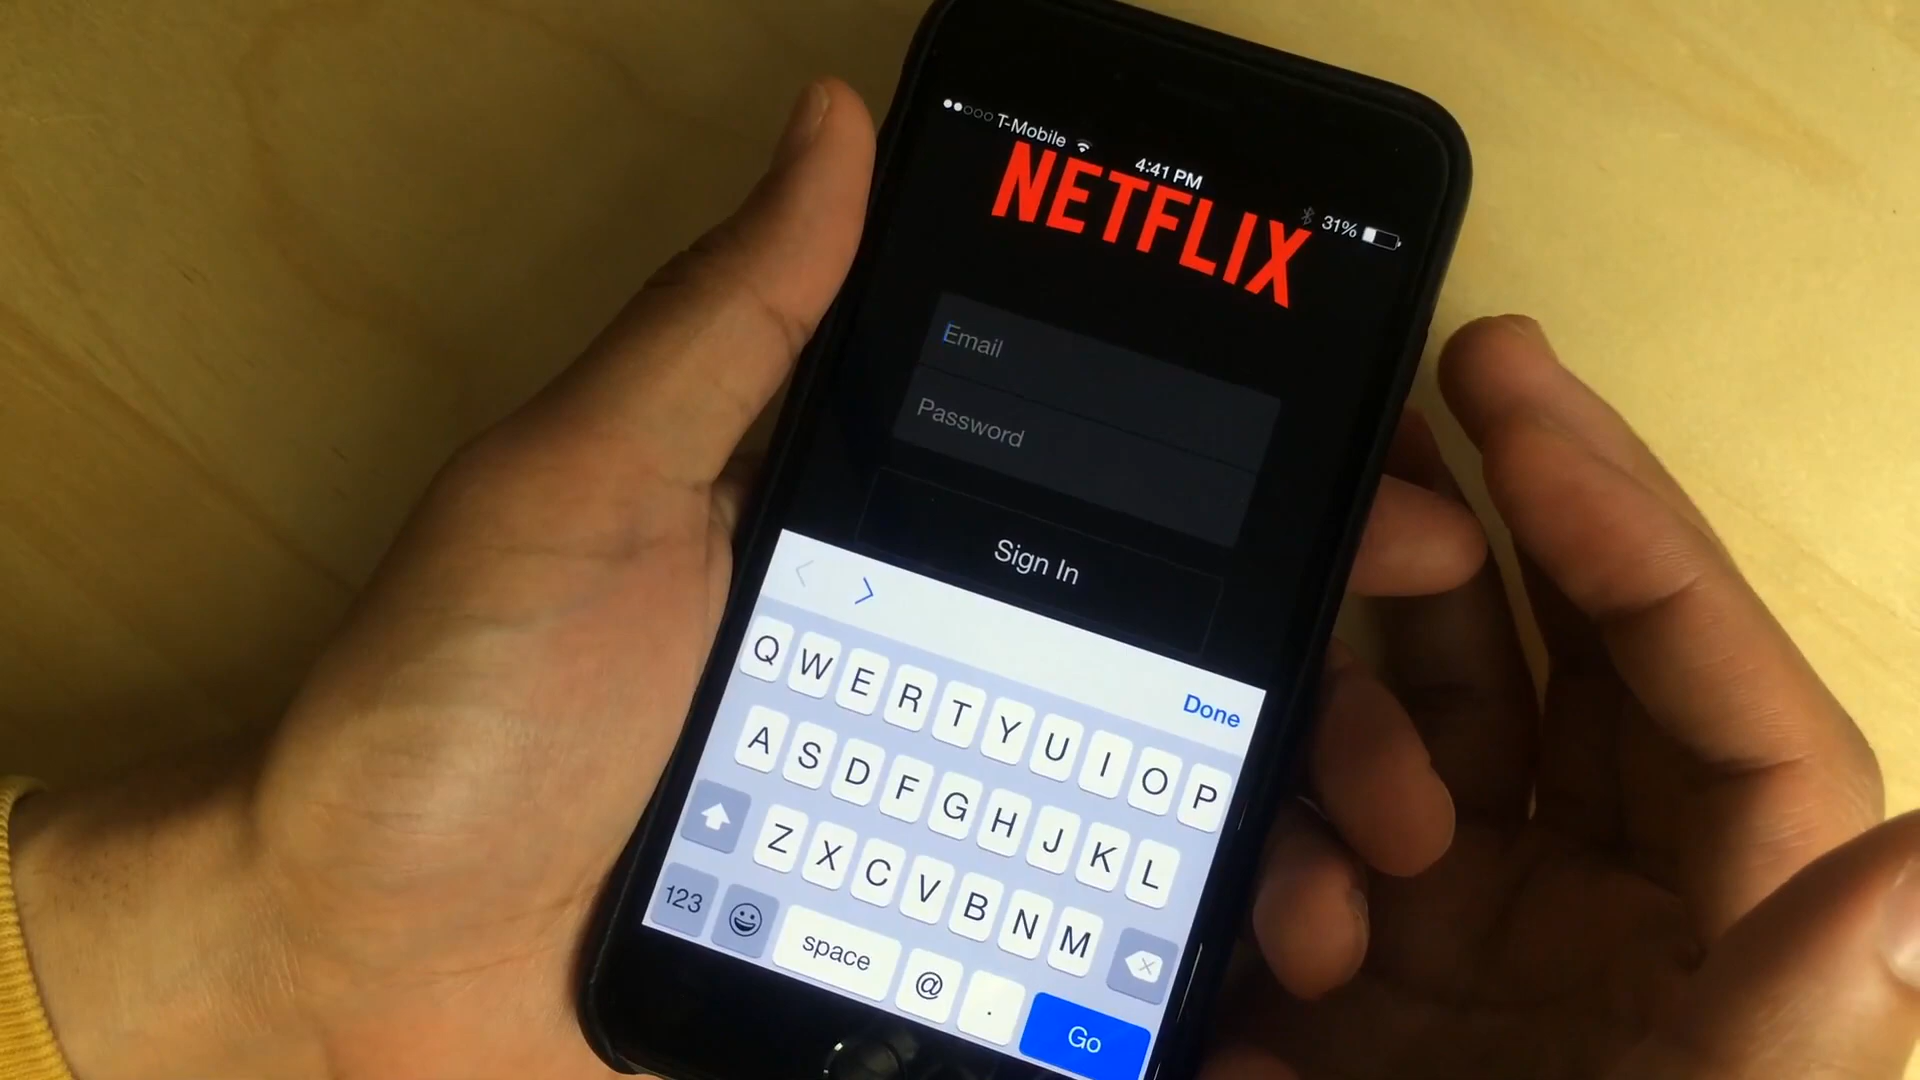 T-Mobile
4:41 PM
31%
NETFLIX
Email
Password
Sign In
Done
Q W E R T Y U I O P
A S D F G H J K L
Z X C V B N M
123 space @ . Go